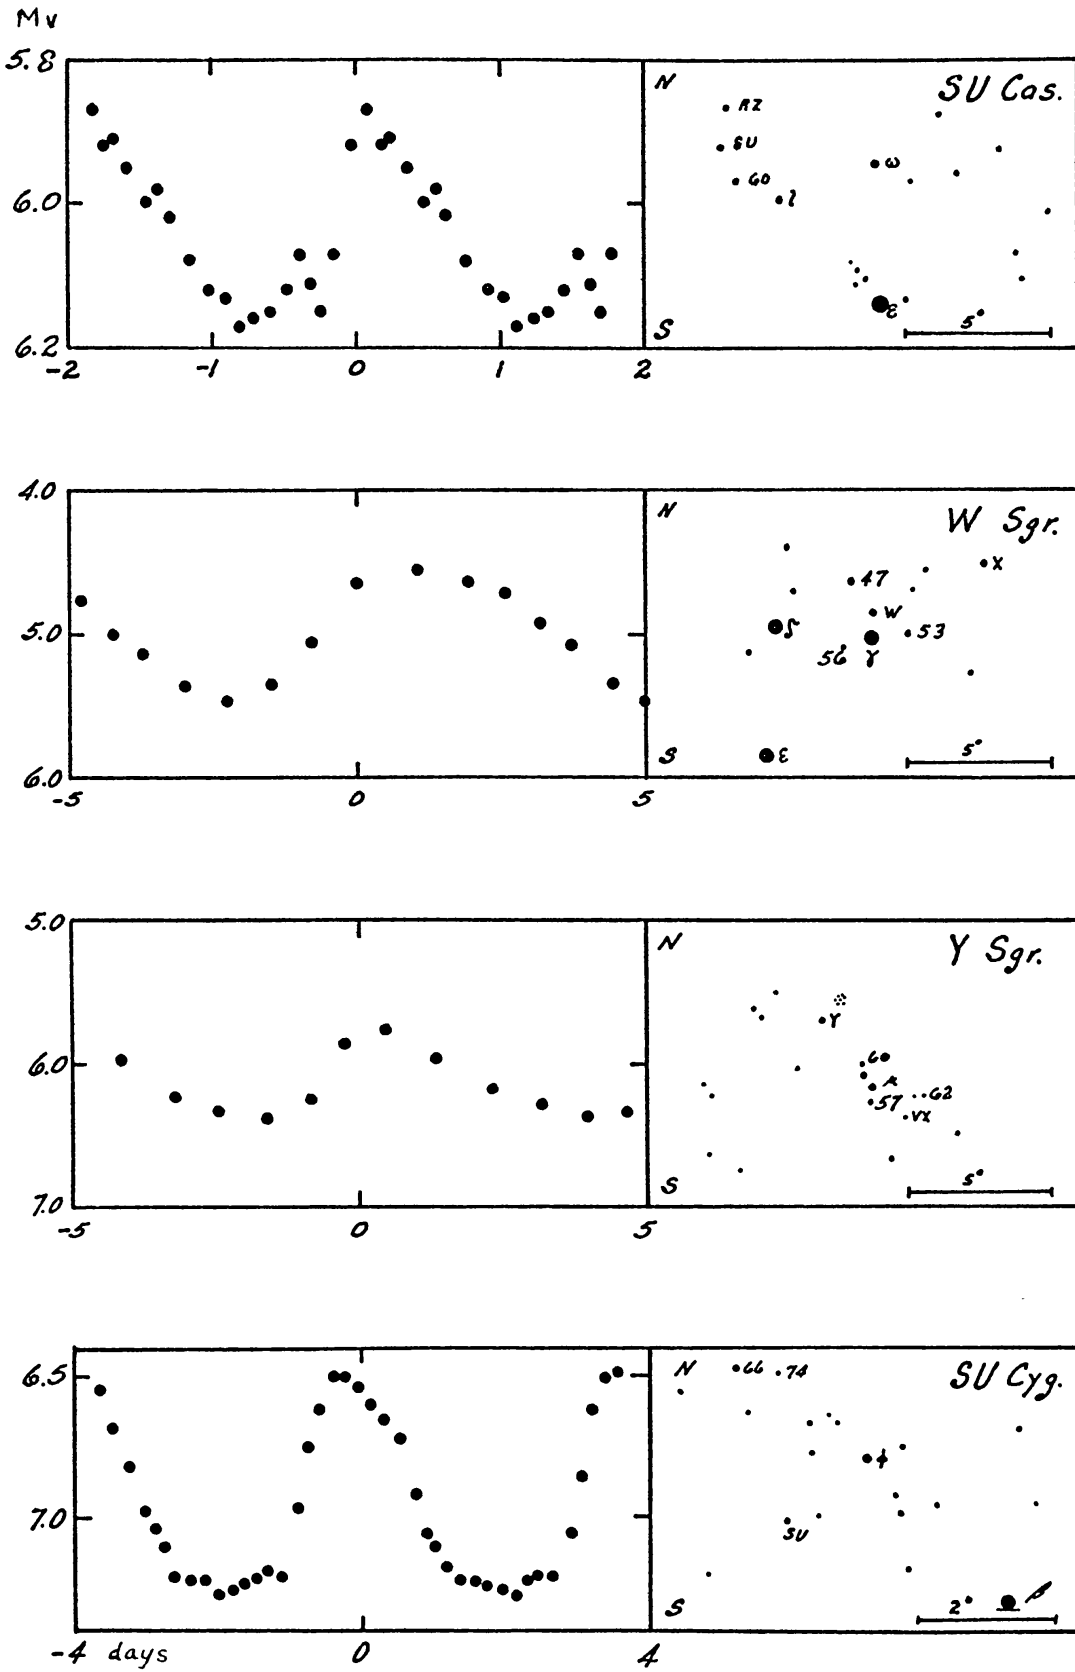 Mv
5.8
N
SU Cas.
RZ
SU
60
ω
6.0
ε
5°
6.2
S
-2
-1
0
1
2
4.0
N
W Sgr.
X
47
W
5.0
δ
53
56
γ
S
ε
5°
6.0
-5
0
5
5.0
N
Y Sgr.
Y
6.0
60
62
57
VX
S
5°
7.0
-5
0
5
6.5
N
66
74
SU Cyg.
φ
7.0
SU
S
2°
β
-4 days
0
4